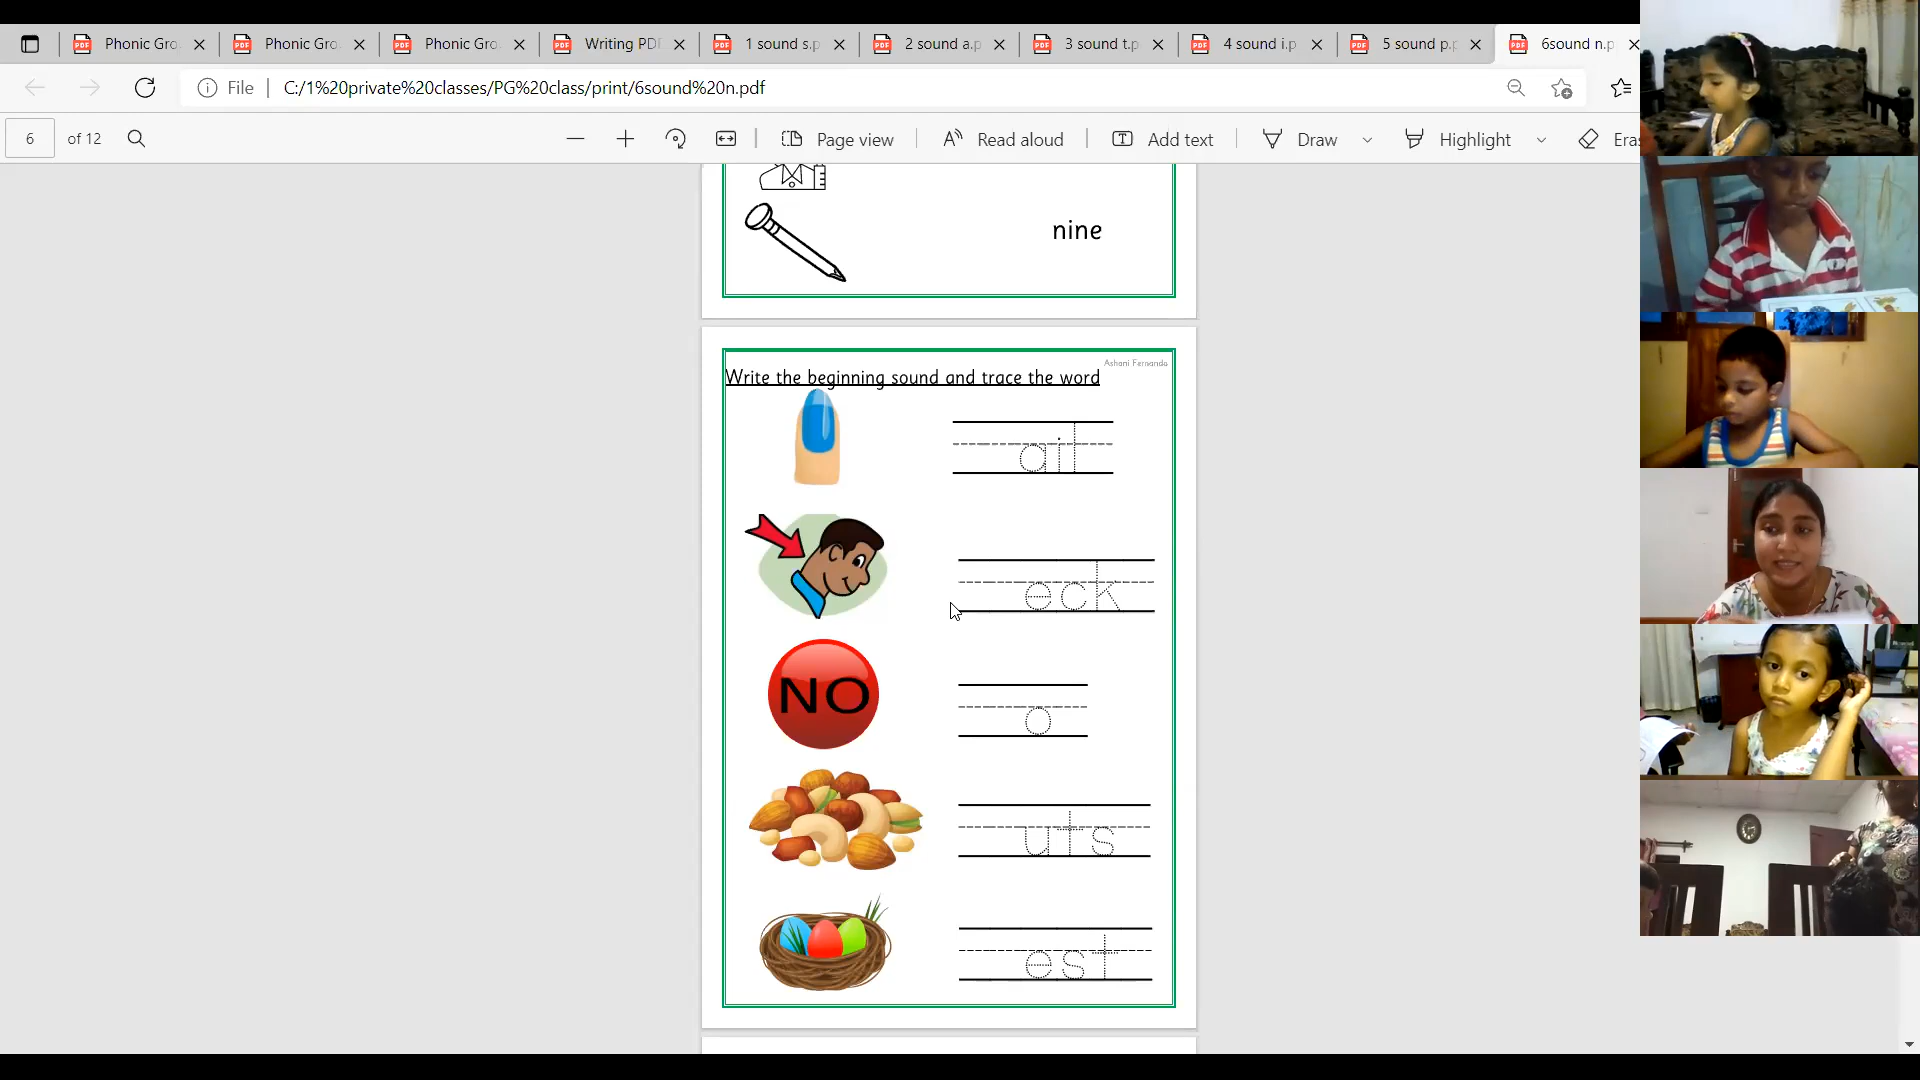 Phonic Gro
Phonic Gro
Phonic Gro
Writing PDF
1 sound s.p
2 sound a.p
3 sound t.p
4 sound i.p
5 sound p.p
6sound n.p
File
C:/1%20private%20classes/PG%20class/print/6sound%20n.pdf
6 of 12
Page view
Read aloud
Add text
Draw
Highlight
Eras
nine
Ashani Fernando
Write the beginning sound and trace the word
ail
eck
NO
o
uts
est